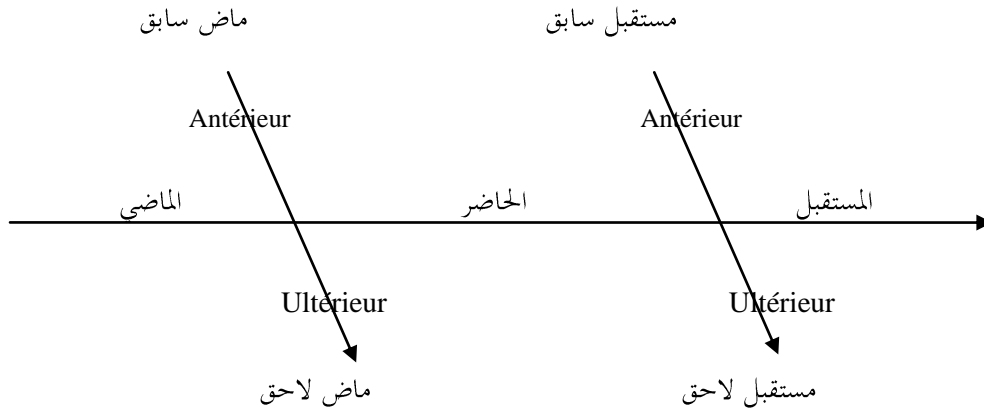 ماض سابق
مستقبل سابق
Antérieur
Antérieur
الماضي
الحاضر
المستقبل
Ultérieur
Ultérieur
ماض لاحق
مستقبل لاحق